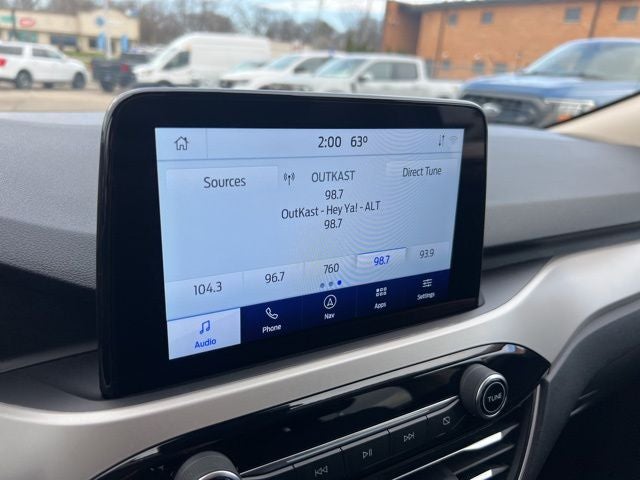 2:00 63°
Sources
OUTKAST
Direct Tune
98.7
OutKast - Hey Ya! - ALT
98.7
104.3 96.7 760 98.7 93.9
Audio Phone Nav Apps Settings
TUNE